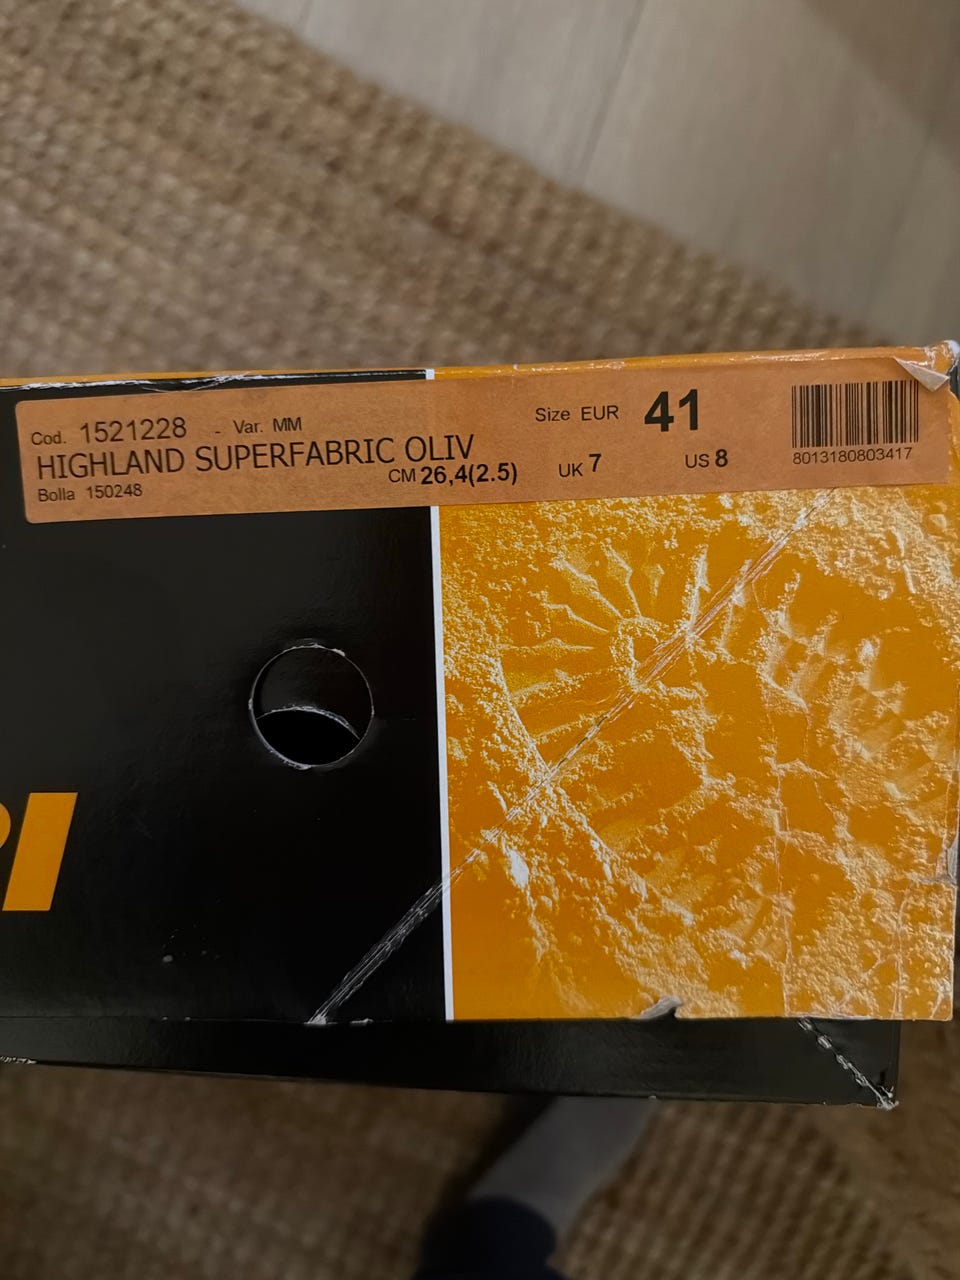 Cod. 1521228 - Var. MM
HIGHLAND SUPERFABRIC OLIV
Bolla 150248
CM 26,4(2.5)
Size EUR 41
UK 7
US 8
8013180803417